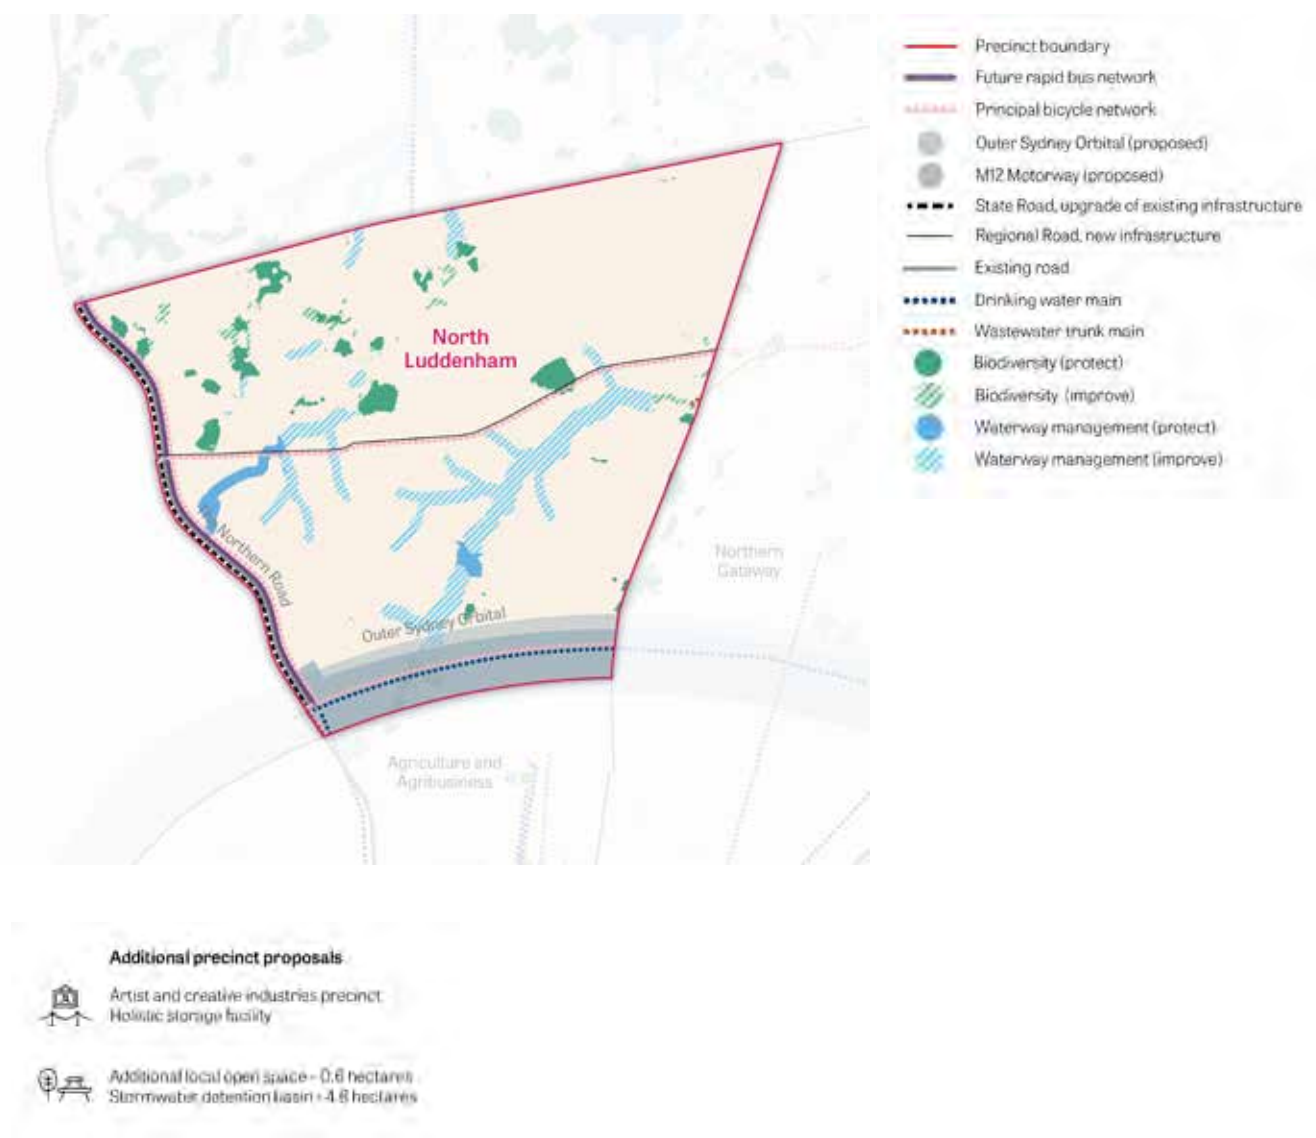 North
Luddenham
The Northern Road
Outer Sydney Orbital
Northern
Gateway
Agriculture and
Agribusiness
Precinct boundary
Future rapid bus network
Principal bicycle network
Outer Sydney Orbital (proposed)
M12 Motorway (proposed)
State Road, upgrade of existing infrastructure
Regional Road, new infrastructure
Existing road
Drinking water main
Wastewater trunk main
Biodiversity (protect)
Biodiversity (improve)
Waterway management (protect)
Waterway management (improve)
Additional precinct proposals
Artist and creative industries precinct
Holistic storage facility
Additional local open space - 0.6 hectares
Stormwater detention basin - 4.6 hectares